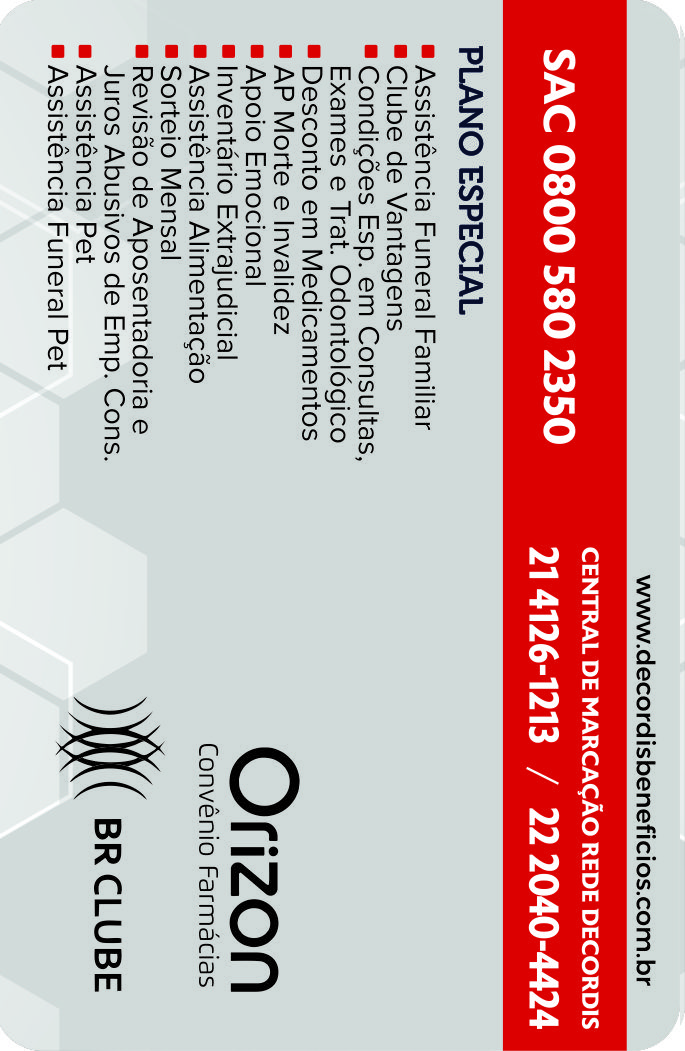 www.decordisbeneficios.com.br
SAC 0800 580 2350
CENTRAL DE MARCAÇÃO REDE DECORDIS
21 4126-1213 / 22 2040-4424
PLANO ESPECIAL
Assistência Funeral Familiar
Clube de Vantagens
Condições Esp. em Consultas,
Exames e Trat. Odontológico
Desconto em Medicamentos
AP Morte e Invalidez
Apoio Emocional
Inventário Extrajudicial
Assistência Alimentação
Sorteio Mensal
Revisão de Aposentadoria e
Juros Abusivos de Emp. Cons.
Assistência Pet
Assistência Funeral Pet
Orizon
Convênio Farmácias
BR CLUBE